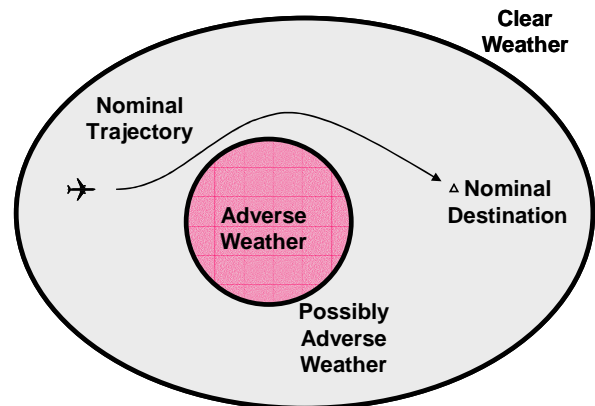 Clear
Weather
Nominal
Trajectory
Nominal
Destination
Adverse
Weather
Possibly
Adverse
Weather